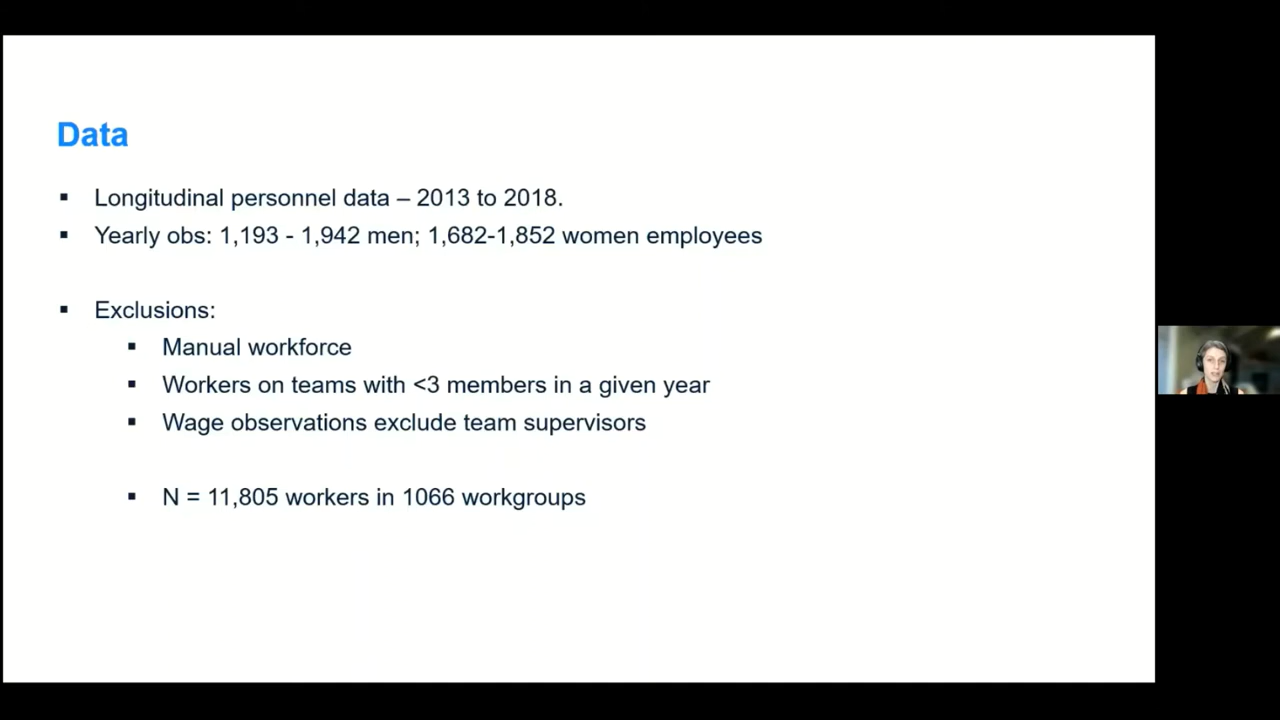 Data
▪ Longitudinal personnel data – 2013 to 2018.
▪ Yearly obs: 1,193 - 1,942 men; 1,682-1,852 women employees
▪ Exclusions:
▪ Manual workforce
▪ Workers on teams with <3 members in a given year
▪ Wage observations exclude team supervisors
▪ N = 11,805 workers in 1066 workgroups